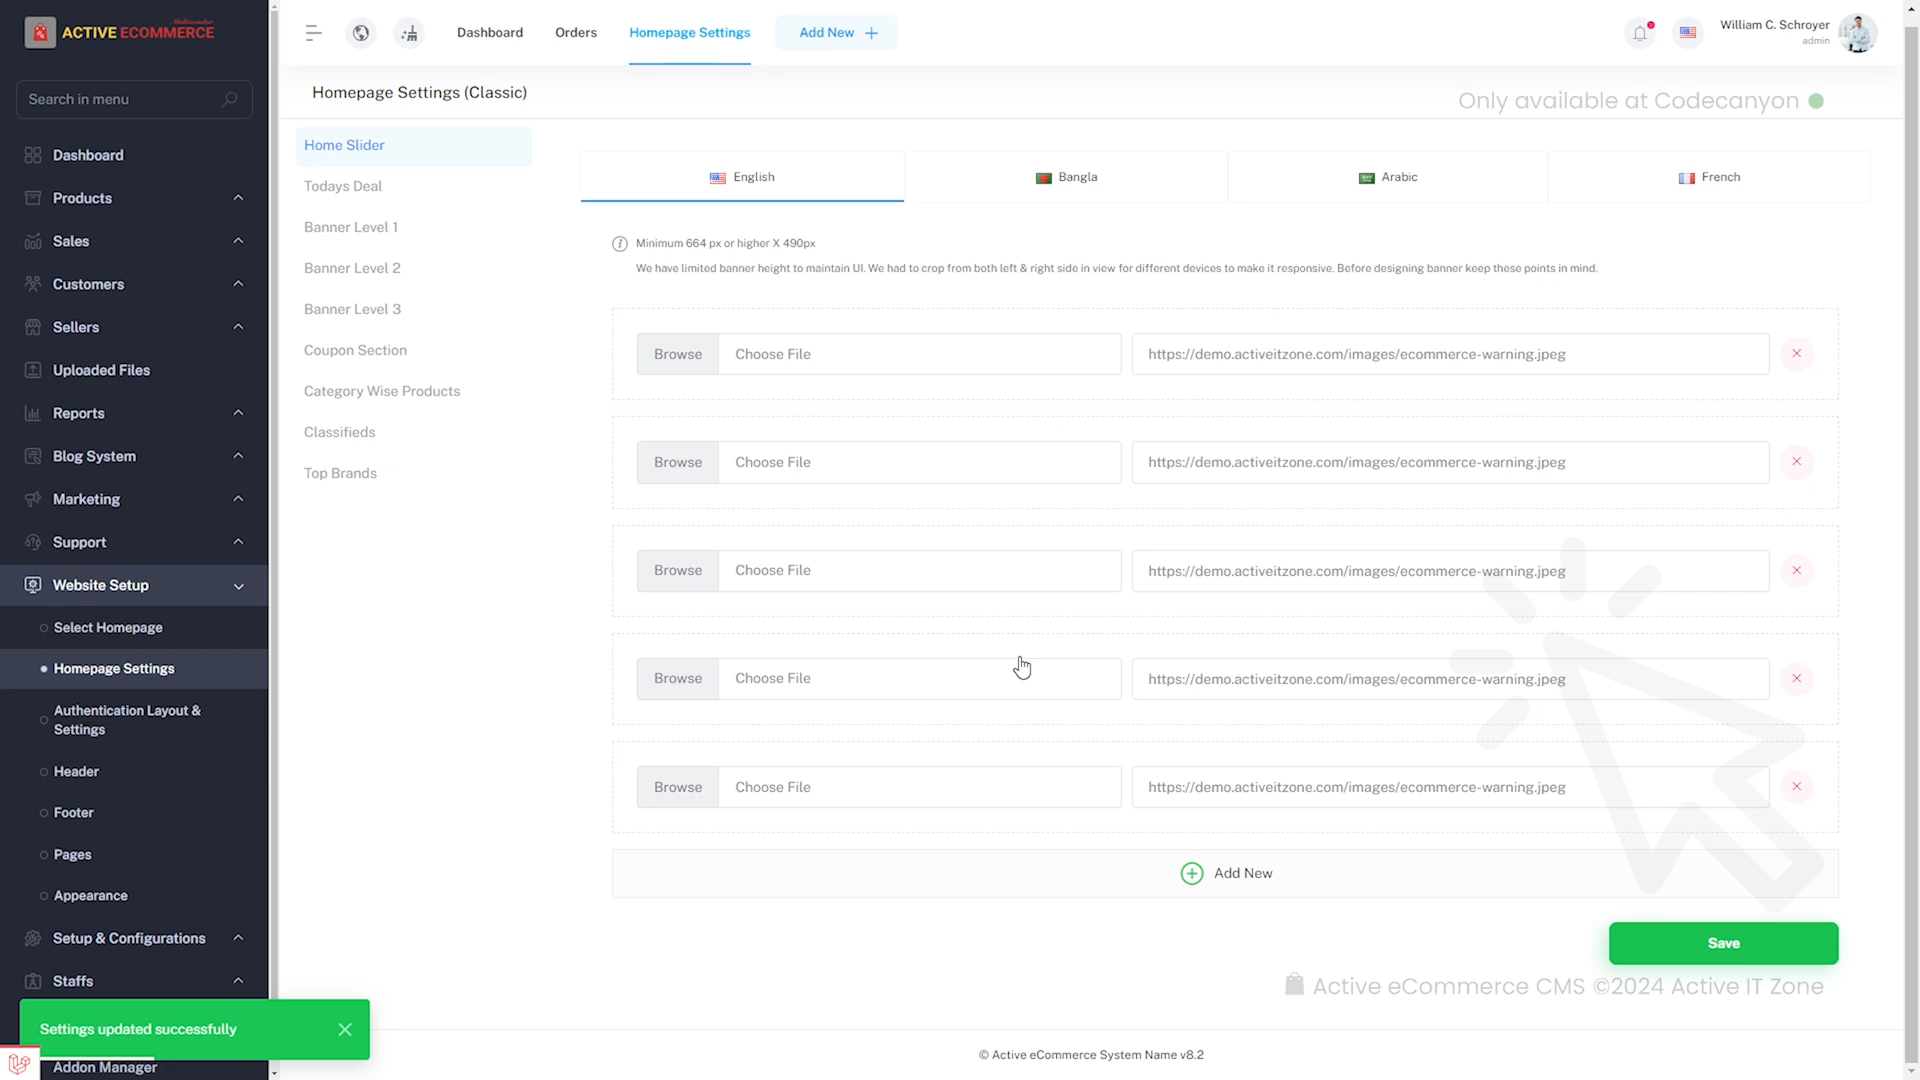 Multivendor
ACTIVE ECOMMERCE
Search in menu
Dashboard
Products
Sales
Customers
Sellers
Uploaded Files
Reports
Blog System
Marketing
Support
Website Setup
Select Homepage
Homepage Settings
Authentication Layout &
Settings
Header
Footer
Pages
Appearance
Setup & Configurations
Staffs
Settings updated successfully
Addon Manager
Dashboard
Orders
Homepage Settings
Add New
William C. Schroyer
admin
Homepage Settings (Classic)
Only available at Codecanyon
Home Slider
Todays Deal
Banner Level 1
Banner Level 2
Banner Level 3
Coupon Section
Category Wise Products
Classifieds
Top Brands
English
Bangla
Arabic
French
Minimum 664 px or higher X 490px
We have limited banner height to maintain UI. We had to crop from both left & right side in view for different devices to make it responsive. Before designing banner keep these points in mind.
Browse Choose File https://demo.activeitzone.com/images/ecommerce-warning.jpeg
Browse Choose File https://demo.activeitzone.com/images/ecommerce-warning.jpeg
Browse Choose File https://demo.activeitzone.com/images/ecommerce-warning.jpeg
Browse Choose File https://demo.activeitzone.com/images/ecommerce-warning.jpeg
Browse Choose File https://demo.activeitzone.com/images/ecommerce-warning.jpeg
Add New
Save
Active eCommerce CMS ©2024 Active IT Zone
© Active eCommerce System Name v8.2